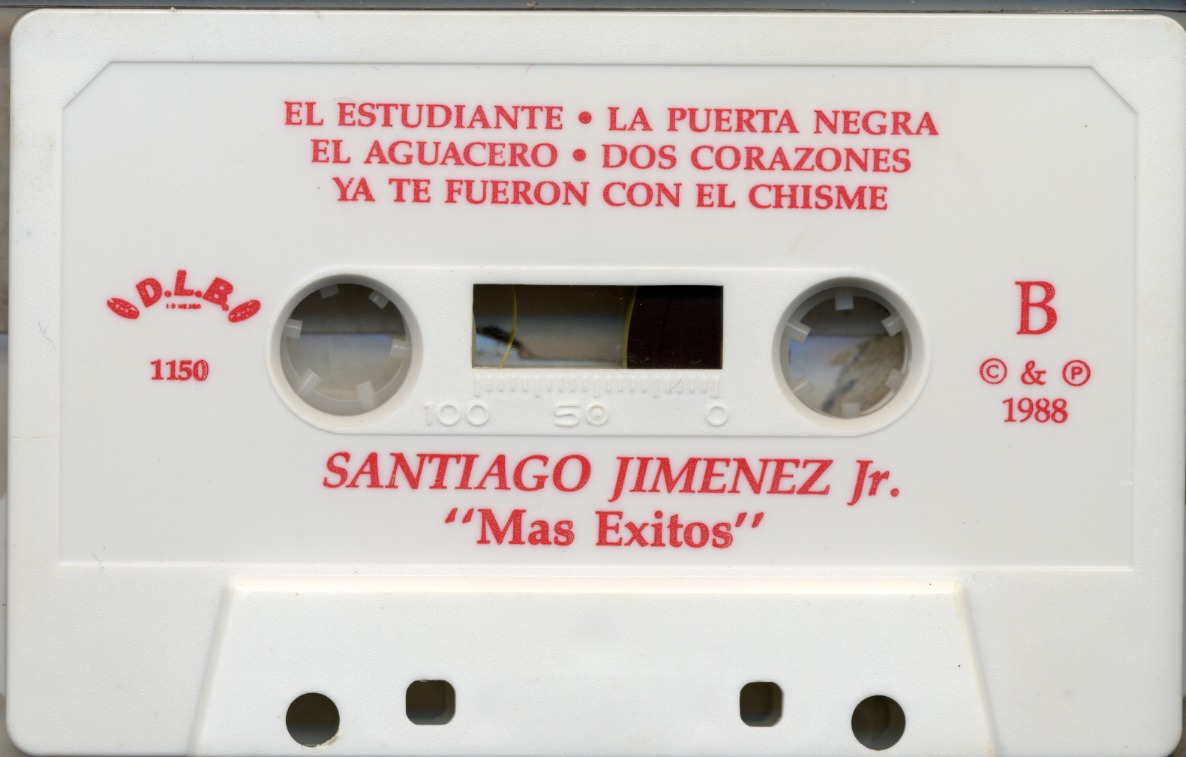 EL ESTUDIANTE • LA PUERTA NEGRA
EL AGUACERO • DOS CORAZONES
YA TE FUERON CON EL CHISME
D.L.B.
1150
B
© & ℗
1988
100 50 0
SANTIAGO JIMENEZ Jr.
“Mas Exitos”